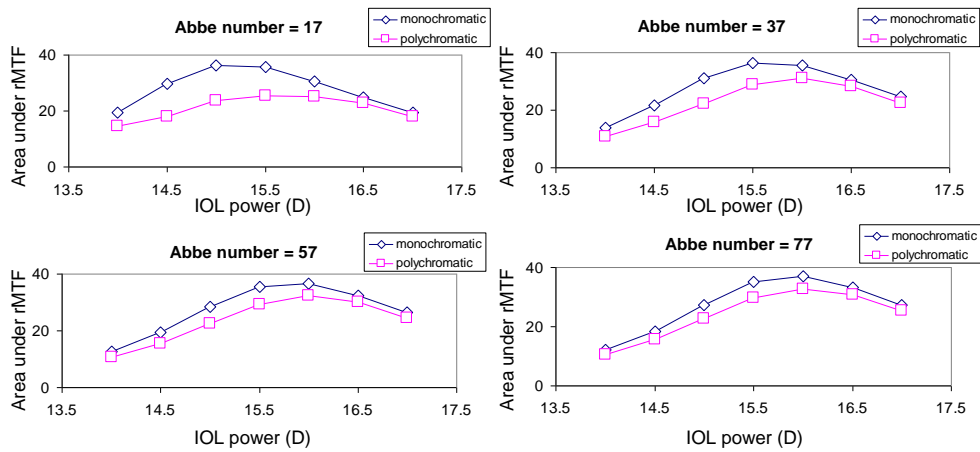 Abbe number = 17
monochromatic
polychromatic
Area under rMTF
40
20
0
13.5 14.5 15.5 16.5 17.5
IOL power (D)
Abbe number = 37
monochromatic
polychromatic
Area under rMTF
40
20
0
13.5 14.5 15.5 16.5 17.5
IOL power (D)
Abbe number = 57
monochromatic
polychromatic
Area under rMTF
40
20
0
13.5 14.5 15.5 16.5 17.5
IOL power (D)
Abbe number = 77
monochromatic
polychromatic
Area under rMTF
40
20
0
13.5 14.5 15.5 16.5 17.5
IOL power (D)